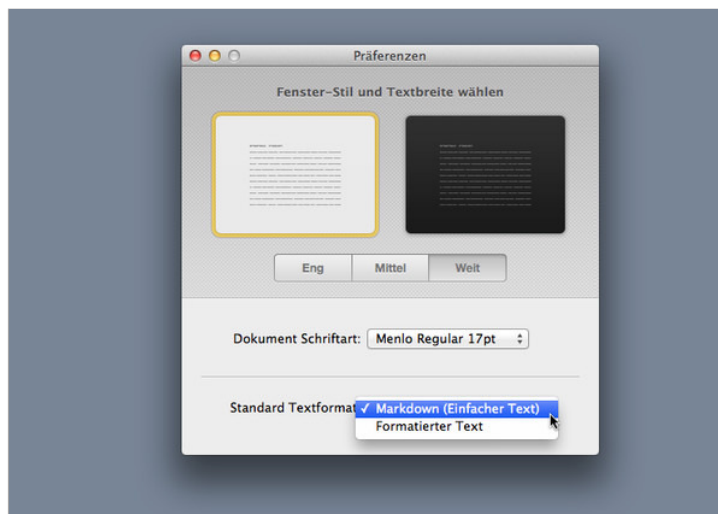 Präferenzen
Fenster-Stil und Textbreite wählen
Eng Mittel Weit
Dokument Schriftart: Menlo Regular 17pt
Standard Textformat ✓ Markdown (Einfacher Text)
Formatierter Text